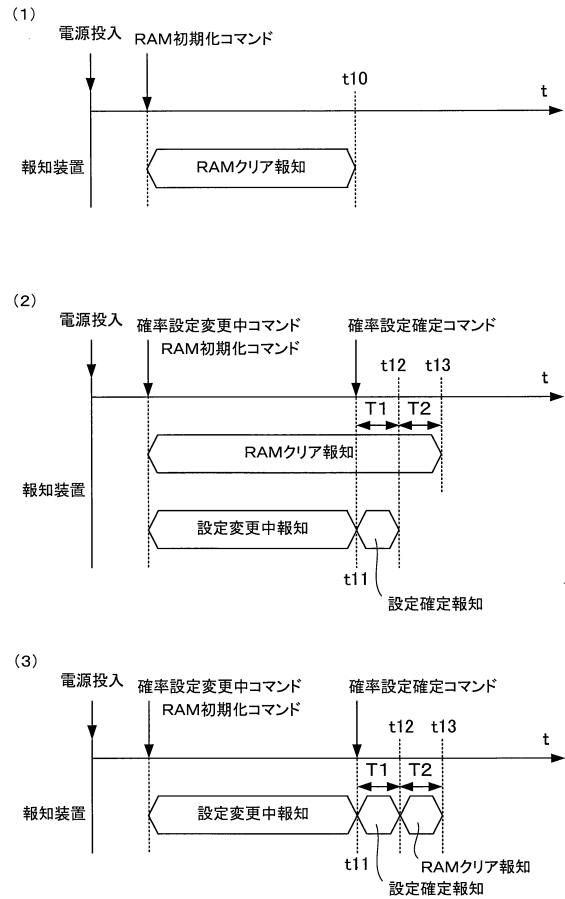 (1)
電源投入
RAM初期化コマンド
t10
t
報知装置
RAMクリア報知
(2)
電源投入
確率設定変更中コマンド
RAM初期化コマンド
確率設定確定コマンド
t12
t13
t
T1
T2
RAMクリア報知
報知装置
設定変更中報知
t11
設定確定報知
(3)
電源投入
確率設定変更中コマンド
RAM初期化コマンド
確率設定確定コマンド
t12
t13
t
T1
T2
報知装置
設定変更中報知
t11
RAMクリア報知
設定確定報知